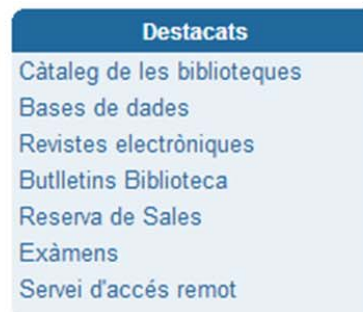 Destacats
Càtaleg de les biblioteques
Bases de dades
Revistes electròniques
Butlletins Biblioteca
Reserva de Sales
Exàmens
Servei d'accés remot